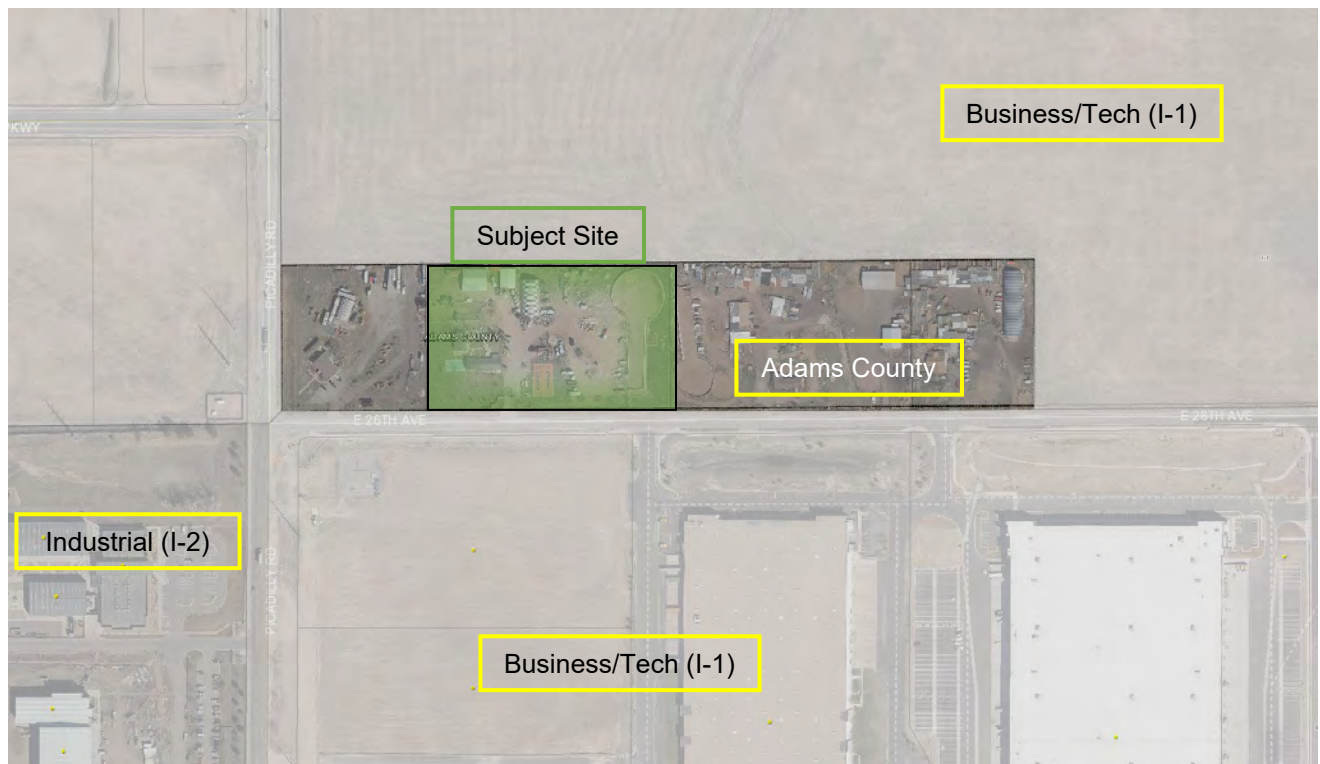 Business/Tech (I-1)
KWY
Subject Site
PICADILLY RD
ADAMS COUNTY
Adams County
E 26TH AVE
E 26TH AVE
Industrial (I-2)
PICADILLY RD
Business/Tech (I-1)